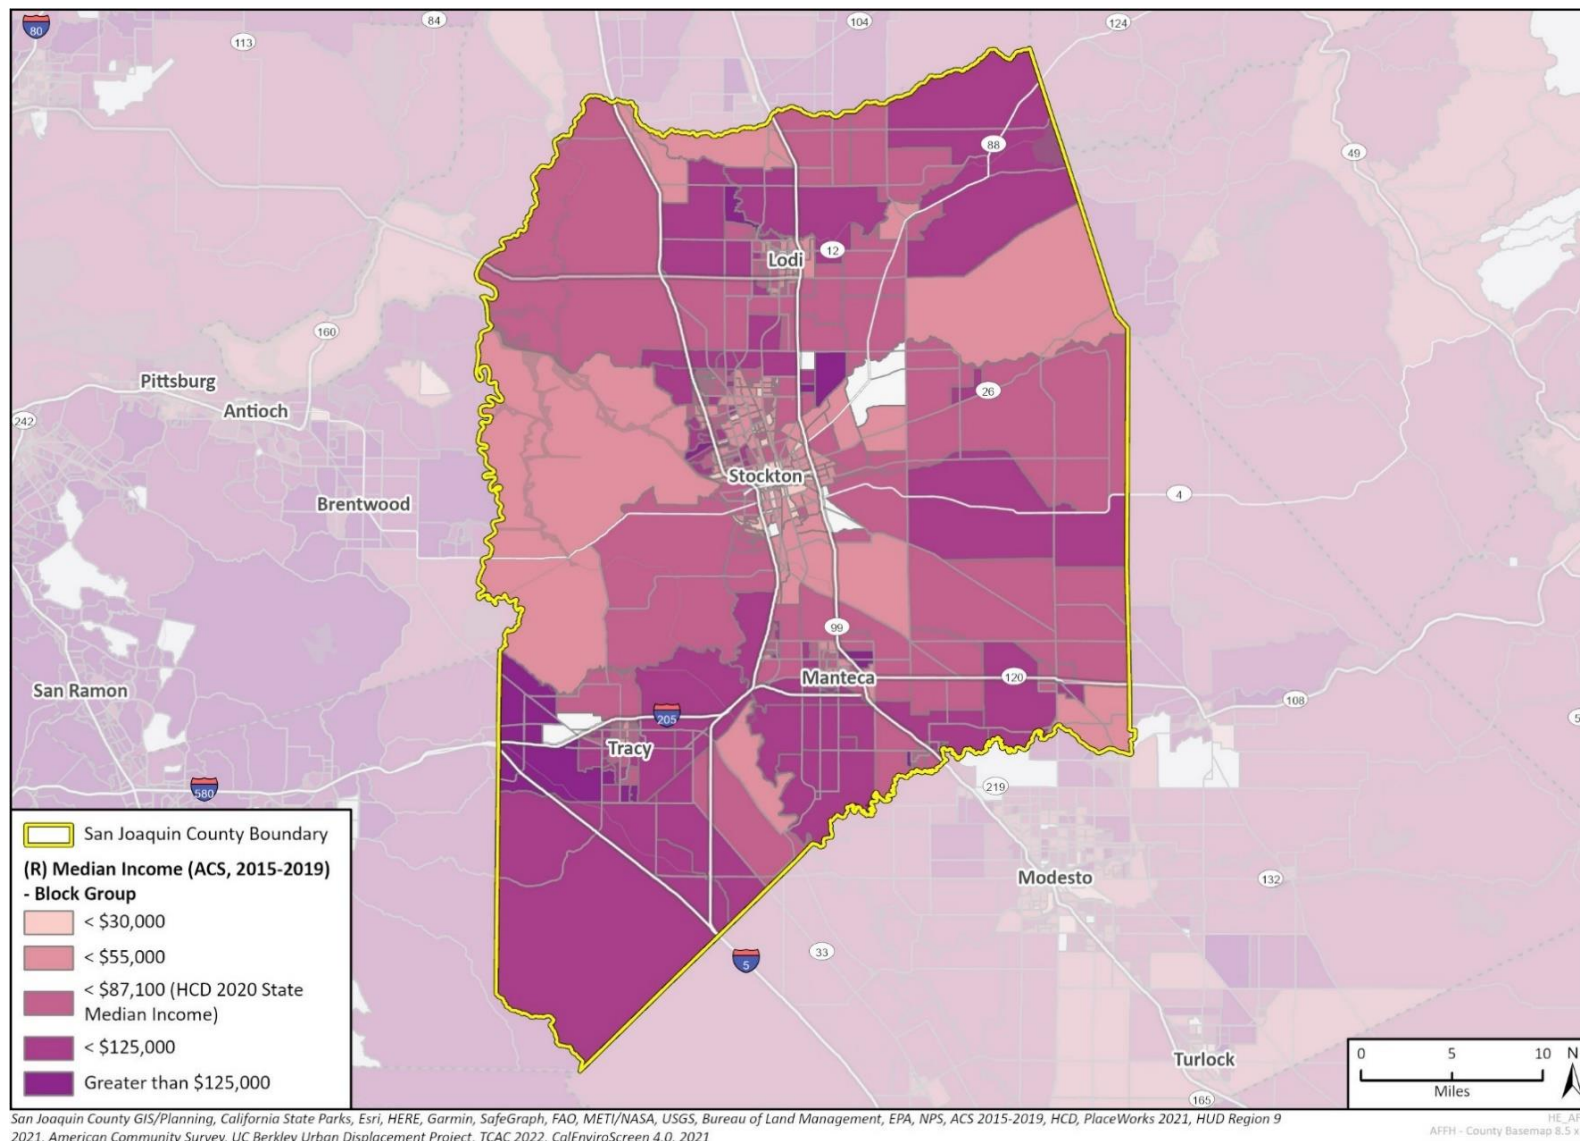 80
84
104
124
113
49
88
12
Lodi
160
Pittsburg
Antioch
242
26
Stockton
Brentwood
4
99
San Ramon
Manteca
120
108
205
Tracy
580
219
San Joaquin County Boundary
(R) Median Income (ACS, 2015-2019)
- Block Group
< $30,000
< $55,000
< $87,100 (HCD 2020 State
Median Income)
< $125,000
Greater than $125,000
Modesto
132
33
5
Turlock
165
0 5 10
Miles
N
San Joaquin County GIS/Planning, California State Parks, Esri, HERE, Garmin, SafeGraph, FAO, METI/NASA, USGS, Bureau of Land Management, EPA, NPS, ACS 2015-2019, HCD, PlaceWorks 2021, HUD Region 9
2021, American Community Survey, UC Berkley Urban Displacement Project, TCAC 2022, CalEnviroScreen 4.0, 2021
AFFH - County Basemap 8.5 x